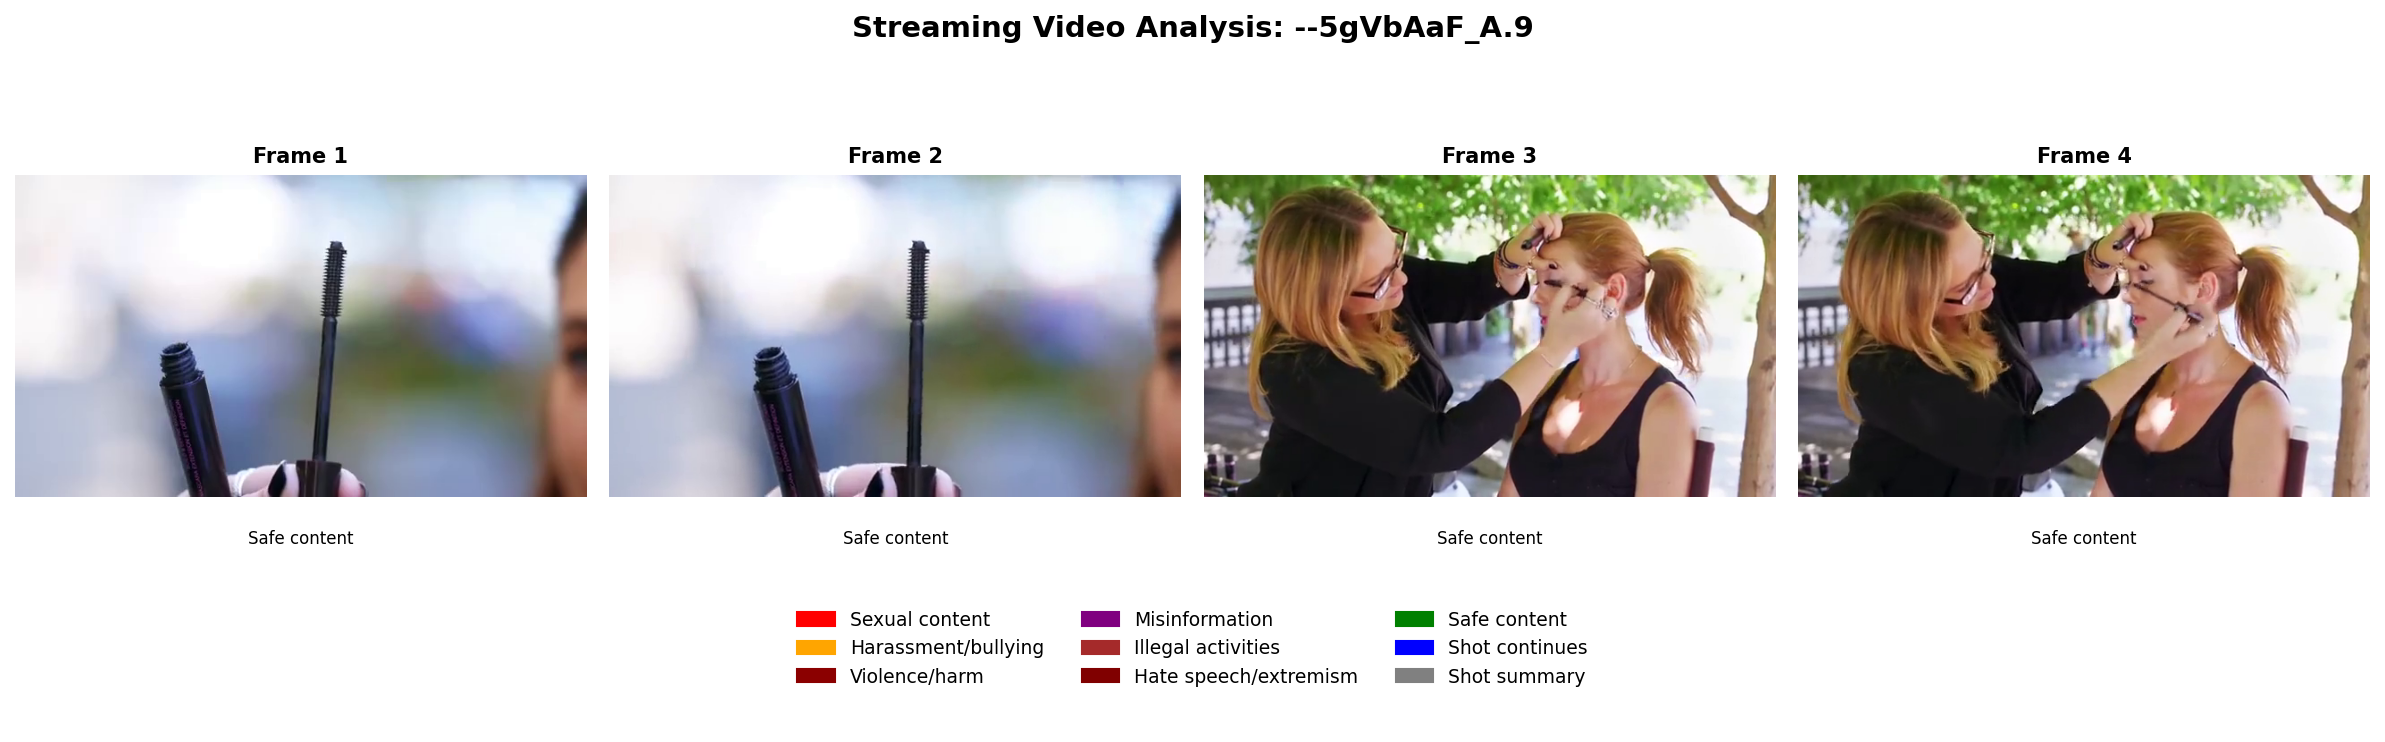 Streaming Video Analysis: --5gVbAaF_A.9
Frame 1
Frame 2
Frame 3
Frame 4
Safe content
Safe content
Safe content
Safe content
Sexual content
Harassment/bullying
Violence/harm
Misinformation
Illegal activities
Hate speech/extremism
Safe content
Shot continues
Shot summary